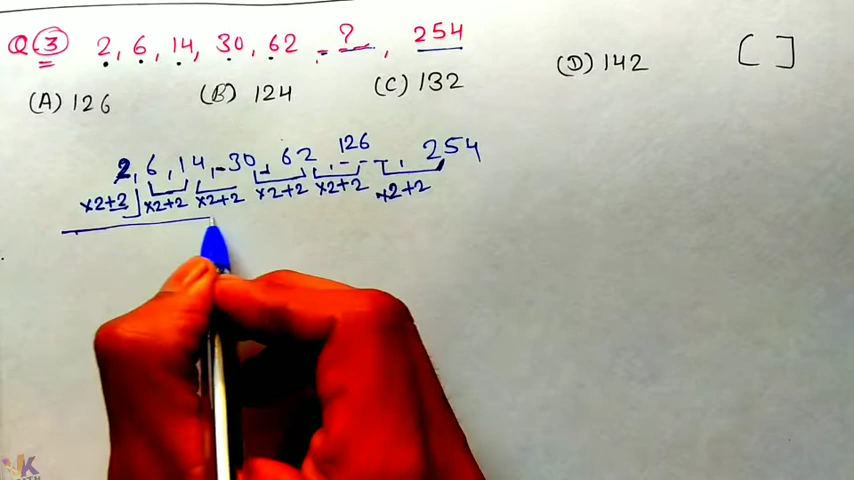 Q.3 2, 6, 14, 30, 62, - ? , 254
(A) 126 (B) 124 (C) 132 (D) 142 [ ]
2, 6, 14, 30, 62, 126, 254
×2+2 ×2+2 ×2+2 ×2+2 ×2+2 ×2+2